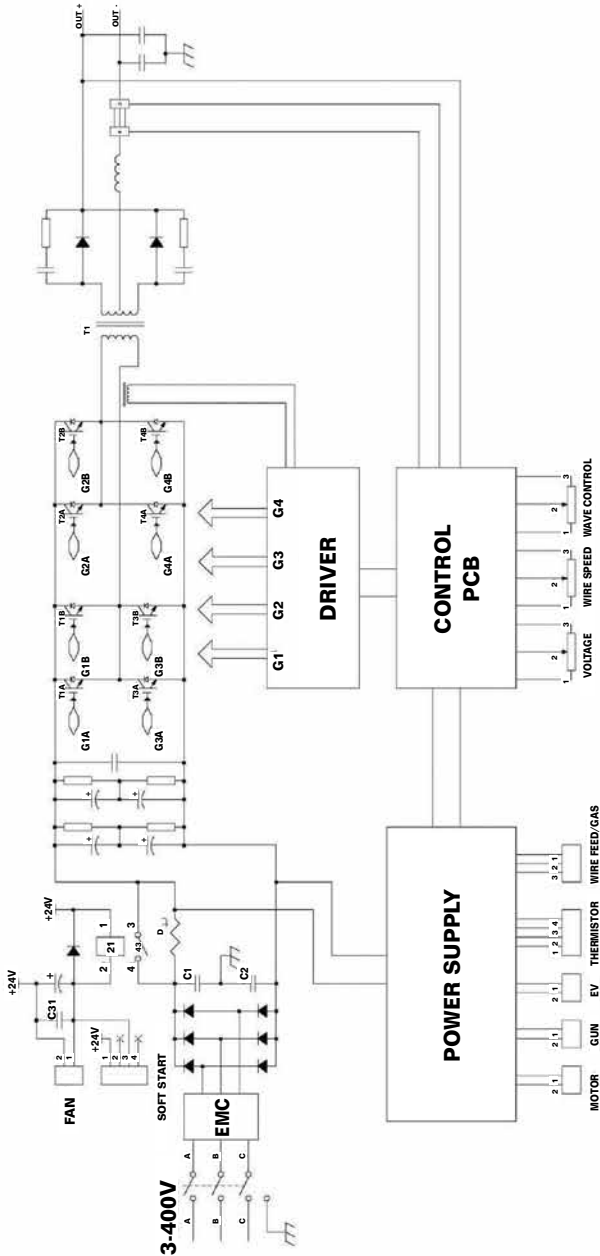 3-400V
A
B
C
A
B
C
EMC
FAN
2
1
SOFT START
+24V
1
2
3
4
+24V
C31
+
2
21
1
+24V
4
43
3
D
C1
C2
+
+
+
+
G1A
T1A
G3A
T3A
G1B
T1B
G3B
T3B
G2A
T2A
G4A
T4A
G2B
T2B
G4B
T4B
T1
OUT +
OUT -
G1
G2
G3
G4
DRIVER
POWER SUPPLY
CONTROL
PCB
2
1
MOTOR
2
1
GUN
2
1
EV
1
2
3
4
THERMISTOR
3
2
1
WIRE FEED/GAS
1
2
3
VOLTAGE
1
2
3
WIRE SPEED
1
2
3
WAVE CONTROL